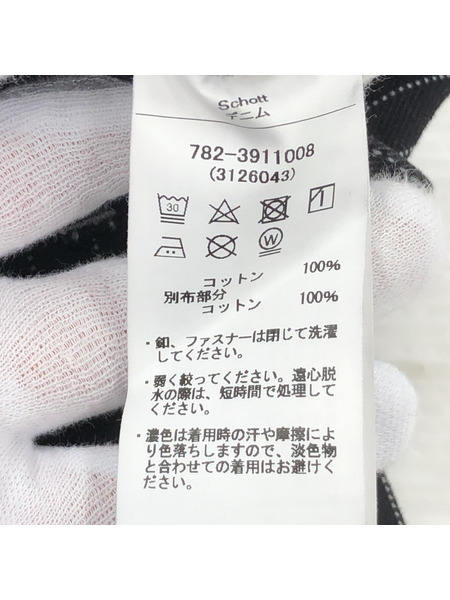 Schott
デニム
782-3911008
(3126043)
30
W
コットン 100%
別布部分
コットン 100%
・釦、ファスナーは閉じて洗濯
してください。
・弱く絞ってください。遠心脱
水の際は、短時間で処理して
ください。
・濃色は着用時の汗や摩擦によ
り色落ちしますので、淡色物
と合わせての着用はお避けく
ださい。